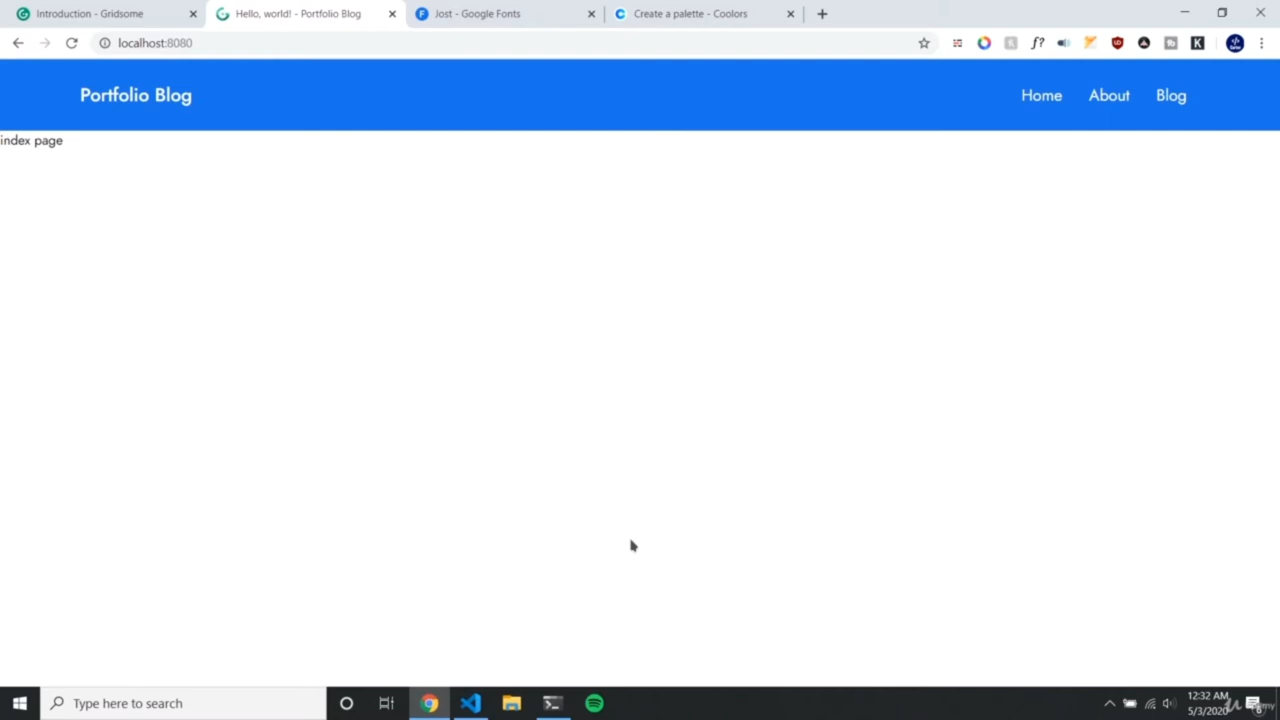 Introduction - Gridsome
Hello, world! - Portfolio Blog
Jost - Google Fonts
Create a palette - Coolors
localhost:8080
f?
K
Portfolio Blog
Home About Blog
index page
Type here to search
12:32 AM
5/3/2020